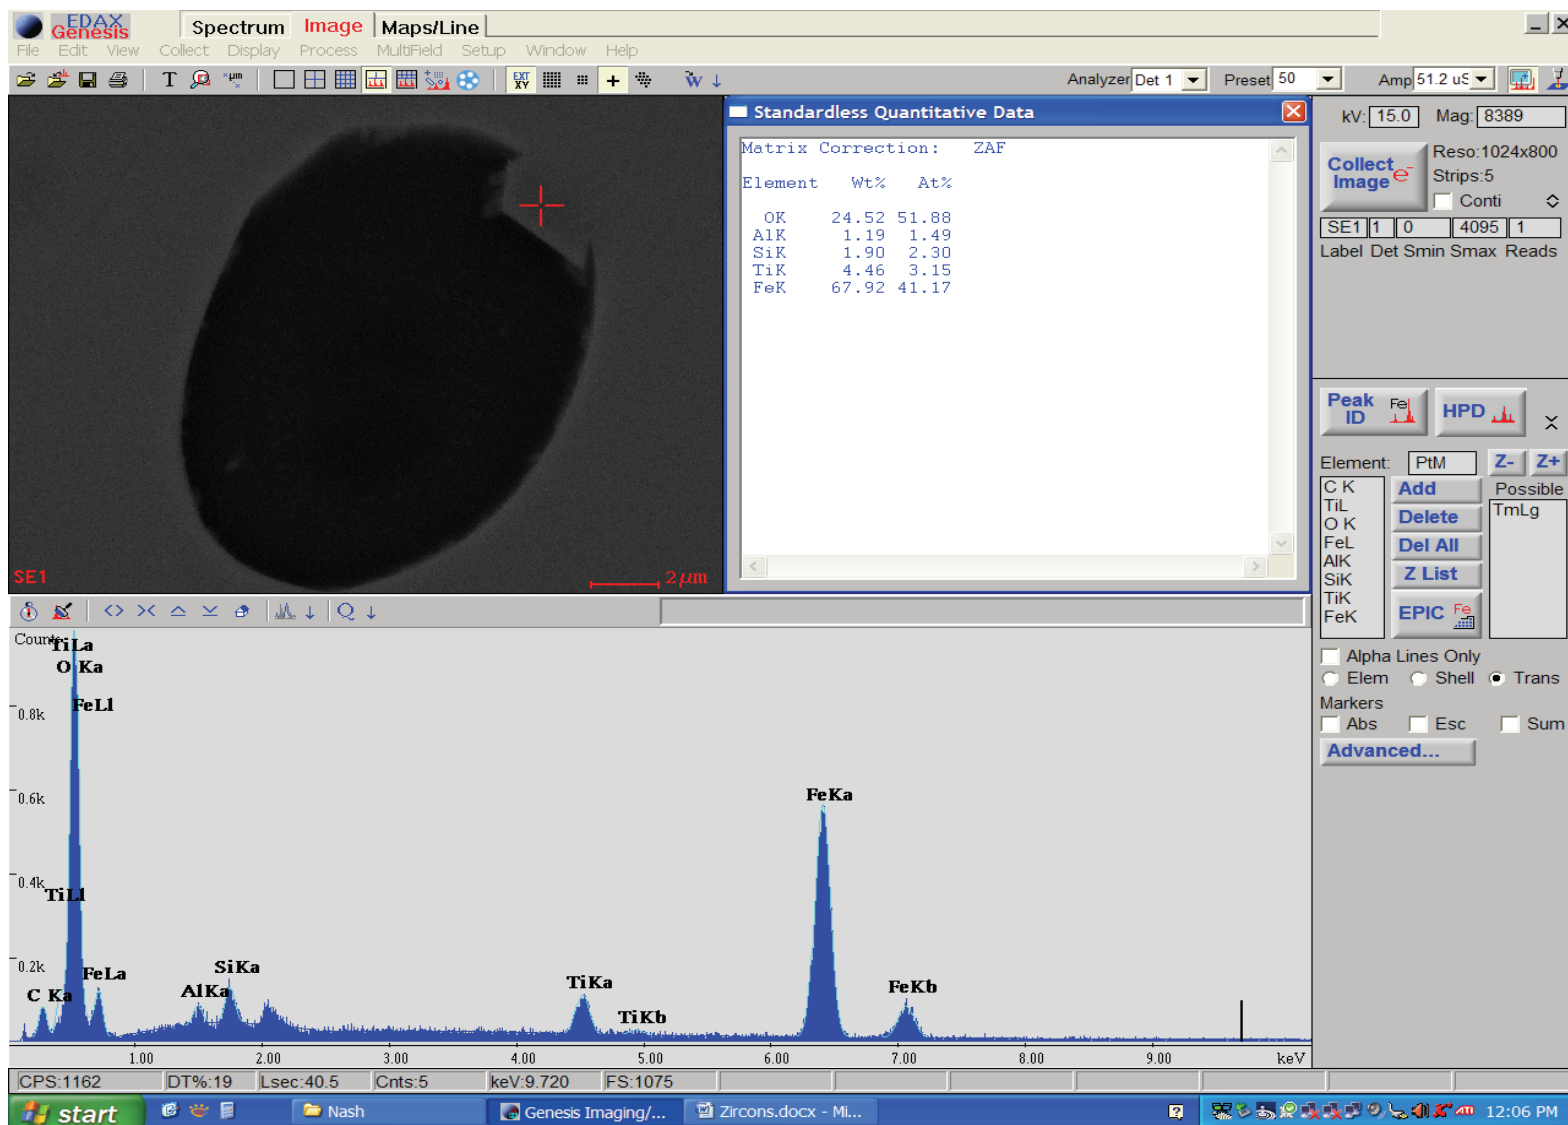 EDAX
Genesis
Spectrum Image Maps/Line
File Edit View Collect Display Process MultiField Setup Window Help
T µm EXT XY W Analyzer Det 1 Preset 50 Amp 51.2 uS
Standardless Quantitative Data
Matrix Correction: ZAF
Element Wt% At%
OK 24.52 51.88
AlK 1.19 1.49
SiK 1.90 2.30
TiK 4.46 3.15
FeK 67.92 41.17
SE1
2µm
kV: 15.0 Mag: 8389
Collect Image e-
Reso:1024x800
Strips:5
Conti
SE1 1 0 4095 1
Label Det Smin Smax Reads
Peak ID Fe HPD
Element: PtM Z- Z+
C K
TiL
O K
FeL
AlK
SiK
TiK
FeK
Add
Delete
Del All
Z List
EPIC Fe
Possible
TmLg
Alpha Lines Only
Elem Shell Trans
Markers
Abs Esc Sum
Advanced...
Q
Counts
TiLa
O Ka
FeLl
0.8k
0.6k
FeKa
0.4k
TiLl
0.2k
FeLa
SiKa
C Ka
AlKa
TiKa
TiKb
FeKb
1.00 2.00 3.00 4.00 5.00 6.00 7.00 8.00 9.00 keV
CPS:1162 DT%:19 Lsec:40.5 Cnts:5 keV:9.720 FS:1075
start Nash Genesis Imaging/... Zircons.docx - Mi... ATI 12:06 PM